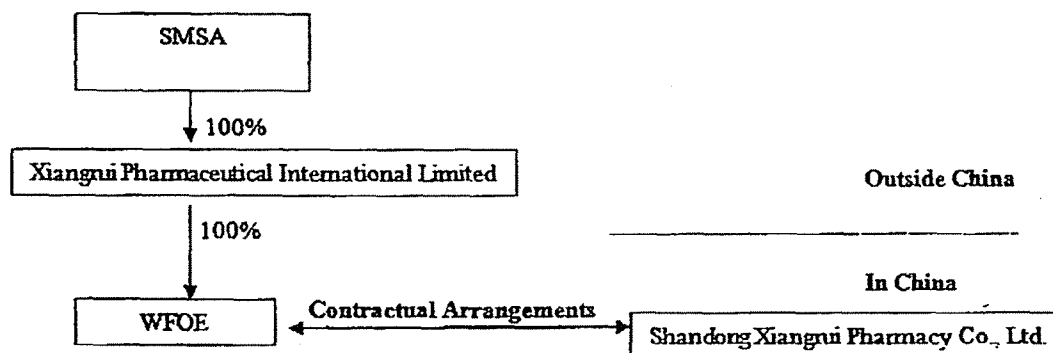 SMSA
100%
Xiangrui Pharmaceutical International Limited
Outside China
100%
In China
WFOE
Contractual Arrangements
Shandong Xiangrui Pharmacy Co., Ltd.